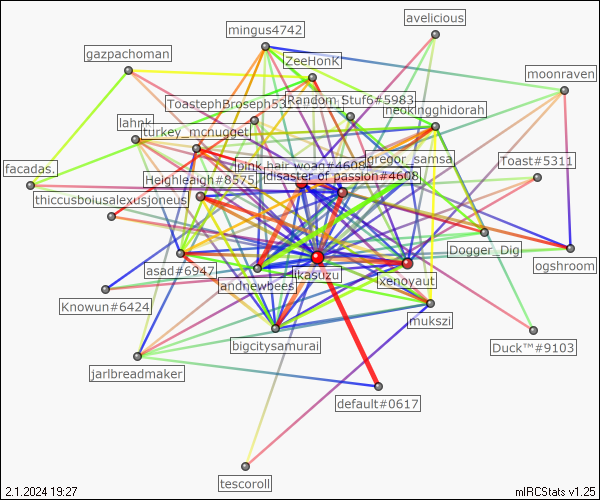 avelicious
mingus4742
gazpachoman
ZeeHonK
moonraven
Random Stuf6#5983
neokingghidorah
lahnk
turkey_mcnugget
gregor_samsa
Toast#5311
pink hair woan#4608
facadas.
Heighleaigh#8575
disaster of passion#4608
thiccusboiusalexusjoneus
Dogger_Dig
ogshroom
asad#6947
ikasuzu
xenoyaut
andnewbees
Knowun#6424
mukszi
bigcitysamurai
Duck™#9103
jarlbreadmaker
default#0617
tescoroll
2.1.2024 19:27
mIRCStats v1.25